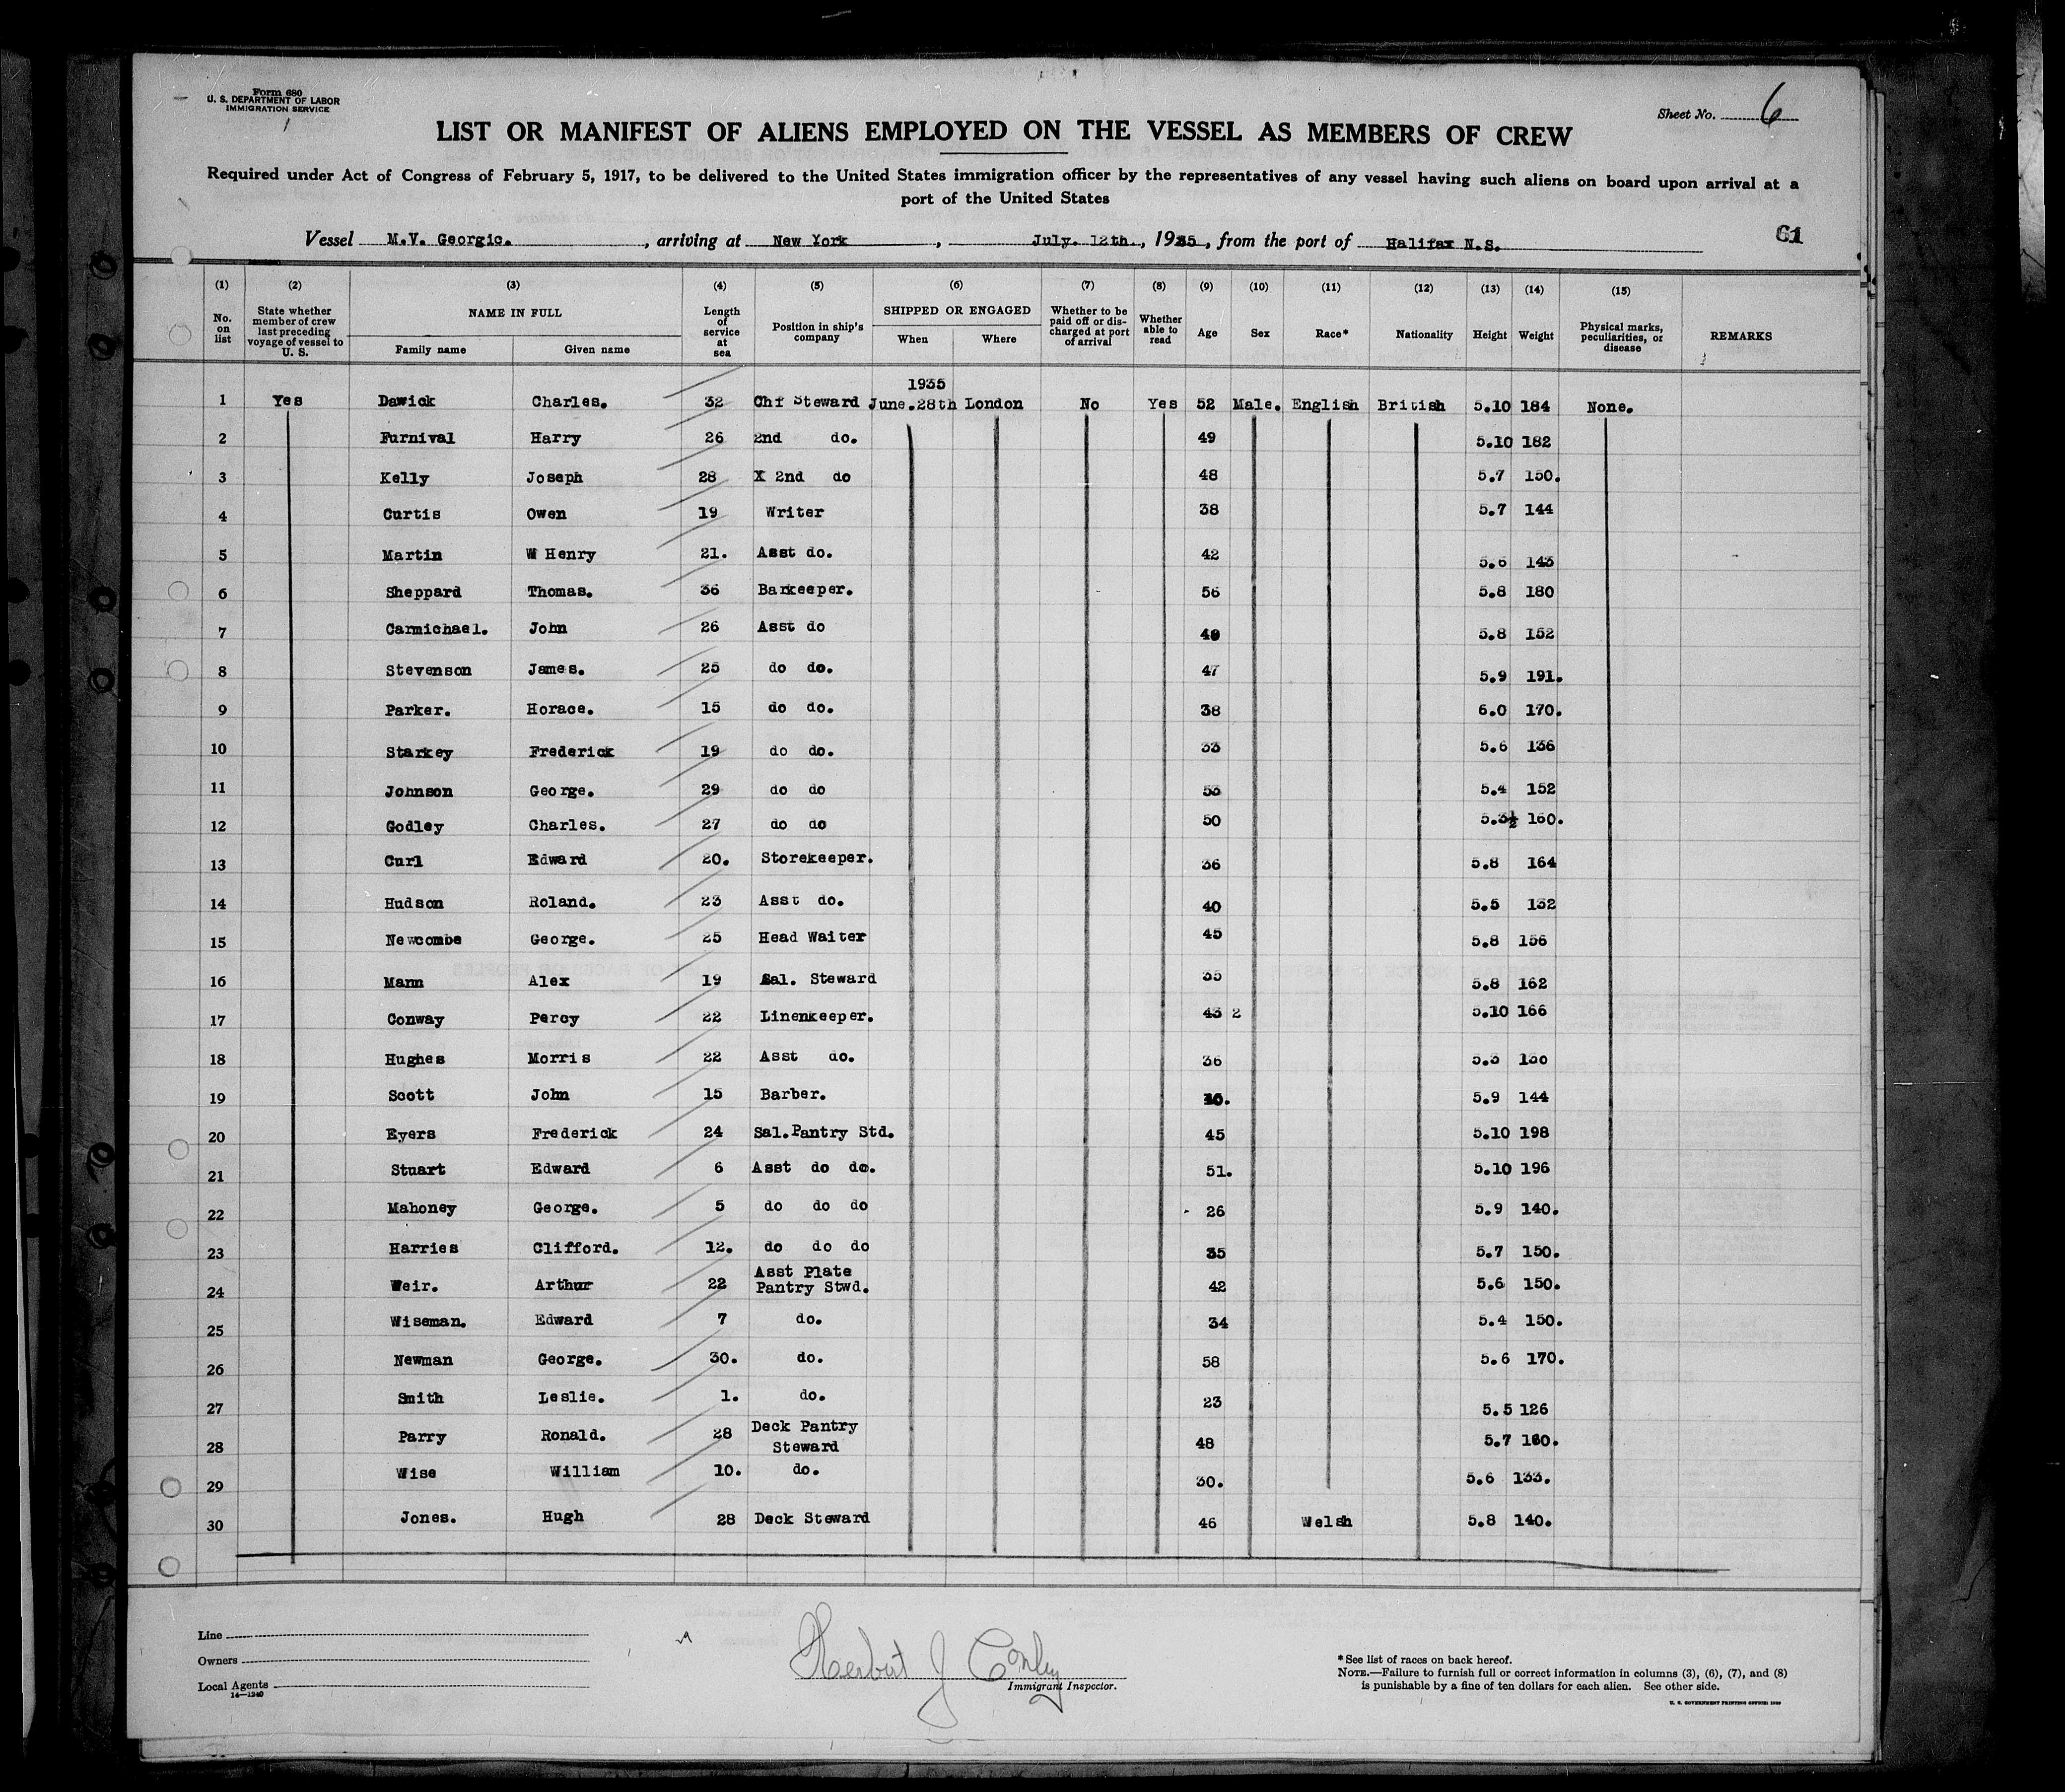 Form 680
U. S. DEPARTMENT OF LABOR
IMMIGRATION SERVICE
Sheet No. 6
LIST OR MANIFEST OF ALIENS EMPLOYED ON THE VESSEL AS MEMBERS OF CREW
Required under Act of Congress of February 5, 1917, to be delivered to the United States immigration officer by the representatives of any vessel having such aliens on board upon arrival at a
port of the United States
Vessel M.V. Georgic. , arriving at New York , July. 12th. , 1935 , from the port of Halifax N.S. 61
(1) (2) (3) (4) (5) (6) (7) (8) (9) (10) (11) (12) (13) (14) (15)
No. on list State whether member of crew last preceding voyage of vessel to U. S. NAME IN FULL Family name Given name Length of service at sea Position in ship's company SHIPPED OR ENGAGED When Where Whether to be paid off or discharged at port of arrival Whether able to read Age Sex Race* Nationality Height Weight Physical marks, peculiarities, or disease REMARKS
1935
1 Yes Dawick Charles. 32 Chf Steward June.28th London No Yes 52 Male. English British 5.10 184 None.
2 Furnival Harry 26 2nd do. 49 5.10 182
3 Kelly Joseph 28 X 2nd do 48 5.7 150.
4 Curtis Owen 19 Writer 38 5.7 144
5 Martin W Henry 21. Asst do. 42 5.6 143
6 Sheppard Thomas. 36 Barkeeper. 56 5.8 180
7 Carmichael. John 26 Asst do 5.8 152
8 Stevenson James. 25 do do. 47 5.9 191.
9 Parker. Horace. 15 do do. 38 6.0 170.
10 Starkey Frederick 19 do do. 33 5.6 136
11 Johnson George. 29 do do 53 5.4 152
12 Godley Charles. 27 do do 50 5.3½ 160.
13 Curl Edward 20. Storekeeper. 36 5.8 164
14 Hudson Roland. 23 Asst do. 40 5.5 132
15 Newcombe George. 25 Head Waiter 45 5.8 156
16 Mann Alex 19 Sal. Steward 35 5.8 162
17 Conway Percy 22 Linenkeeper. 43 2 5.10 166
18 Hughes Morris 22 Asst do. 36 5.3 130
19 Scott John 15 Barber. 5.9 144
20 Eyers Frederick 24 Sal.Pantry Std. 45 5.10 198
21 Stuart Edward 6 Asst do do. 51. 5.10 196
22 Mahoney George. 5 do do do 26 5.9 140.
23 Harries Clifford. 12. do do do 35 5.7 150.
24 Weir. Arthur 22 Asst Plate Pantry Stwd. 42 5.6 150.
25 Wiseman. Edward 7 do. 34 5.4 150.
26 Newman George. 30. do. 58 5.6 170.
27 Smith Leslie. 1. do. 23 5.5 126
28 Parry Ronald. 28 Deck Pantry Steward 48 5.7 160.
29 Wise William 10. do. 30. 5.6 133.
30 Jones. Hugh 28 Deck Steward 46 Welsh 5.8 140.
Line
Owners
Local Agents
14—1240
Herbert J Conley
Immigrant Inspector.
* See list of races on back hereof.
NOTE.—Failure to furnish full or correct information in columns (3), (6), (7), and (8)
is punishable by a fine of ten dollars for each alien. See other side.